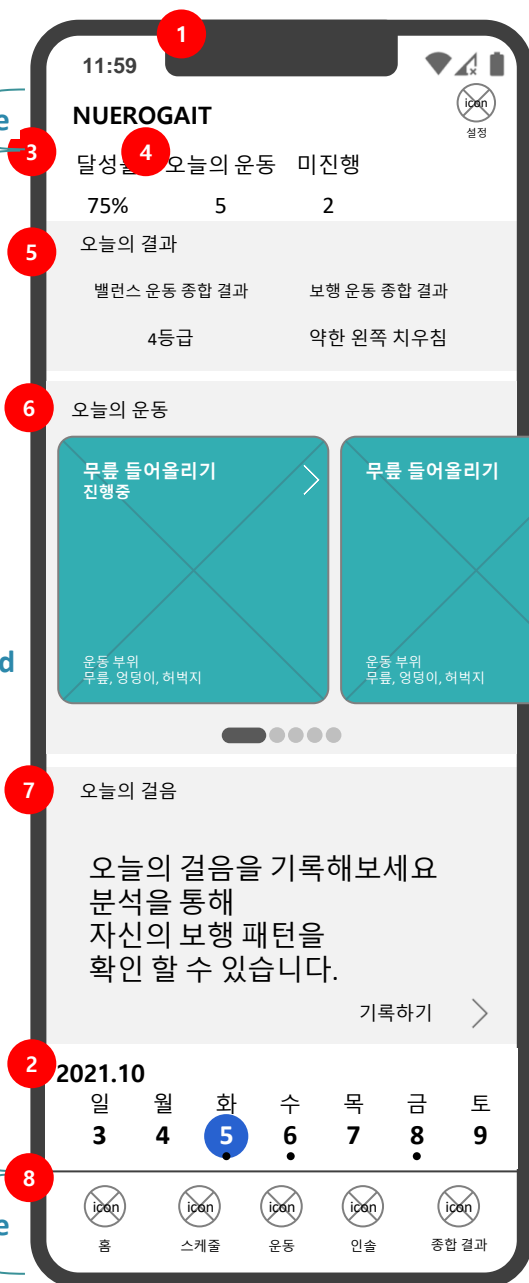 1
11:59
e
NUEROGAIT
icon
설정
3
4
달성률 오늘의 운동 미진행
75% 5 2
5
오늘의 결과
밸런스 운동 종합 결과 보행 운동 종합 결과
4등급 약한 왼쪽 치우침
6
오늘의 운동
무릎 들어올리기
진행중
운동 부위
무릎, 엉덩이, 허벅지
무릎 들어올리기
운동 부위
무릎, 엉덩이, 허벅지
d
7
오늘의 걸음
오늘의 걸음을 기록해보세요
분석을 통해
자신의 보행 패턴을
확인 할 수 있습니다.
기록하기
2
2021.10
일 월 화 수 목 금 토
3 4 5 6 7 8 9
8
e
icon icon icon icon icon
홈 스케줄 운동 인솔 종합 결과